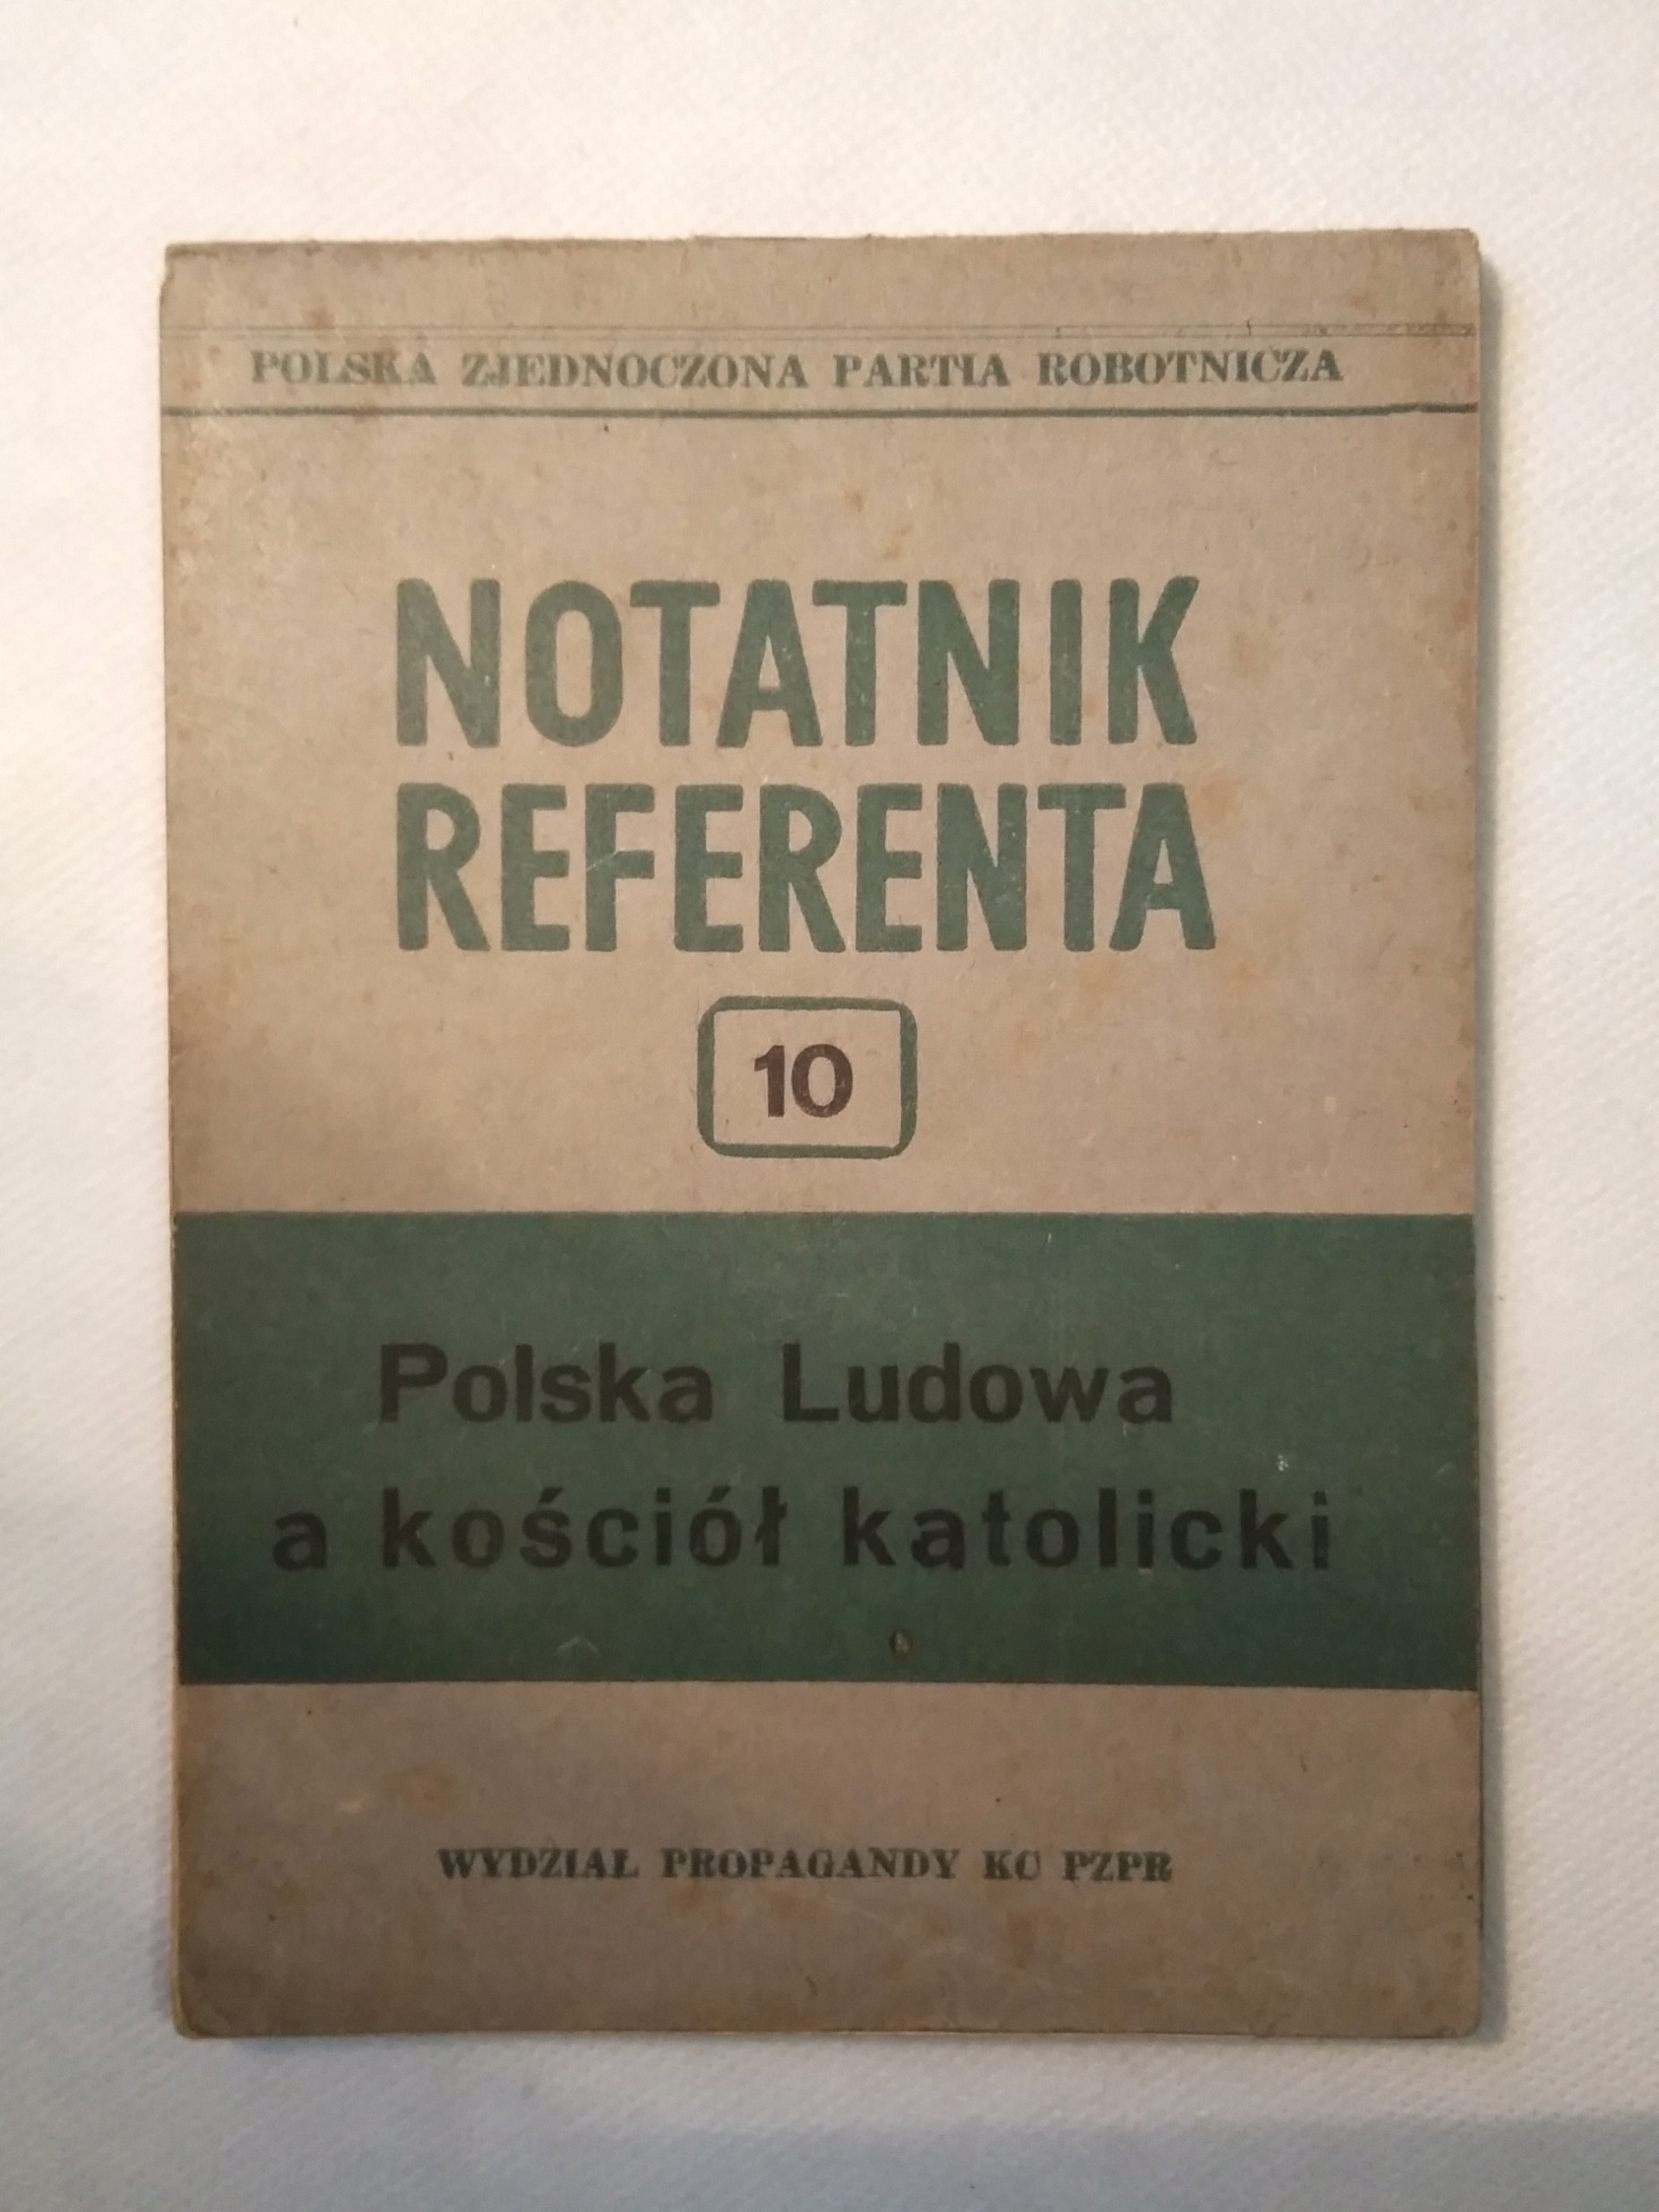 POLSKA ZJEDNOCZONA PARTIA ROBOTNICZA
NOTATNIK
REFERENTA
10
Polska Ludowa
a kościół katolicki
WYDZIAŁ PROPAGANDY KC PZPR